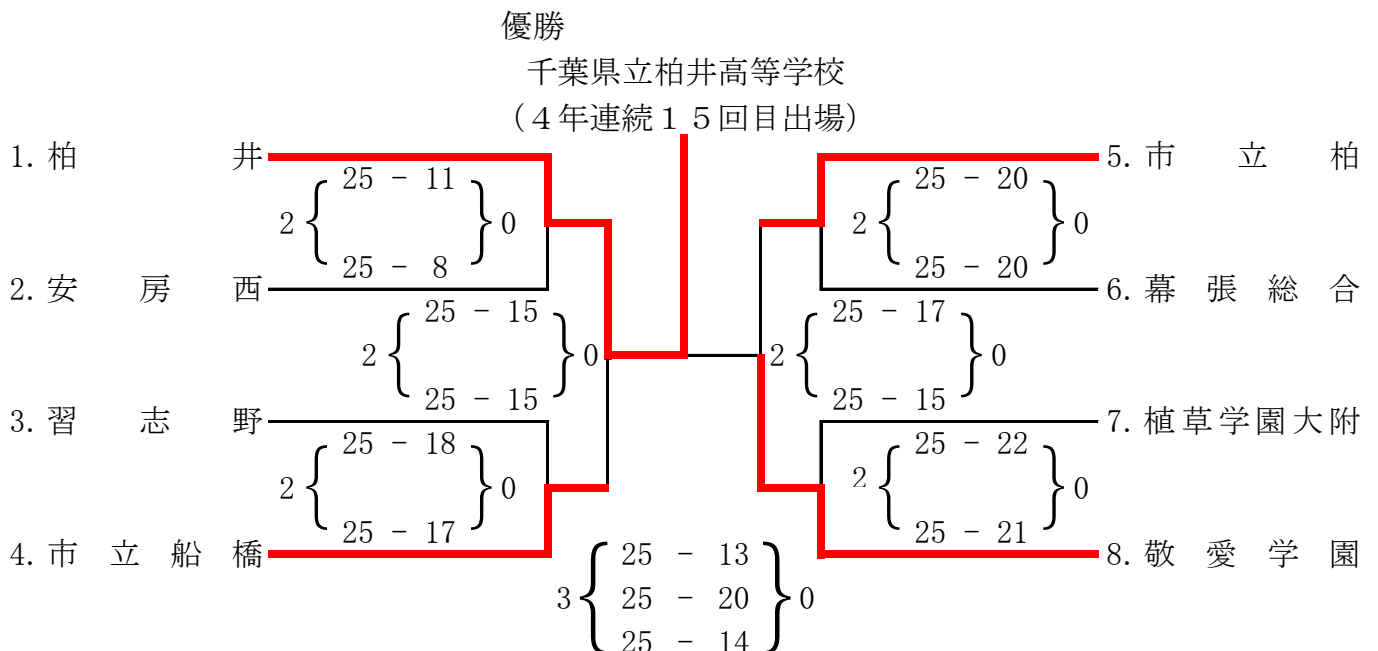 優勝
千葉県立柏井高等学校
(4年連続15回目出場)
1. 柏井
25 - 11
2 0
25 - 8
2. 安房西
25 - 15
2 0
25 - 15
3. 習志野
25 - 18
2 0
25 - 17
4. 市立船橋
5. 市立柏
25 - 20
2 0
25 - 20
6. 幕張総合
25 - 17
2 0
25 - 15
7. 植草学園大附
25 - 22
2 0
25 - 21
8. 敬愛学園
25 - 13
3 25 - 20 0
25 - 14